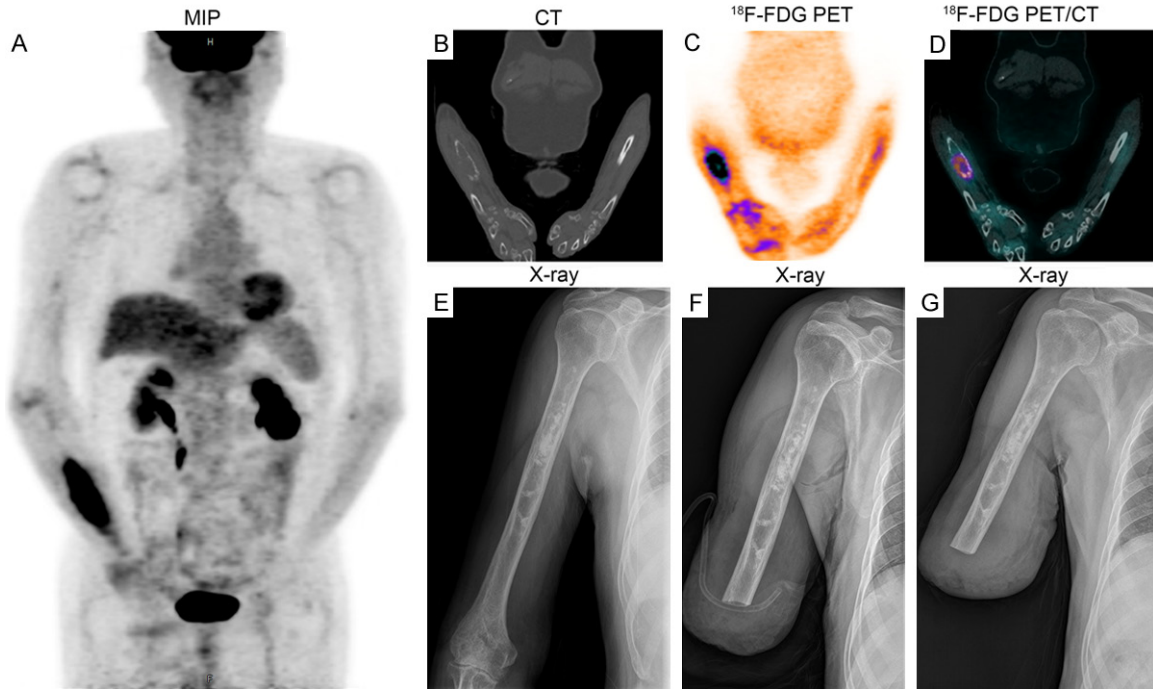 MIP
CT
18F-FDG PET
18F-FDG PET/CT
A
B
C
D
H
X-ray
X-ray
X-ray
E
F
G
F